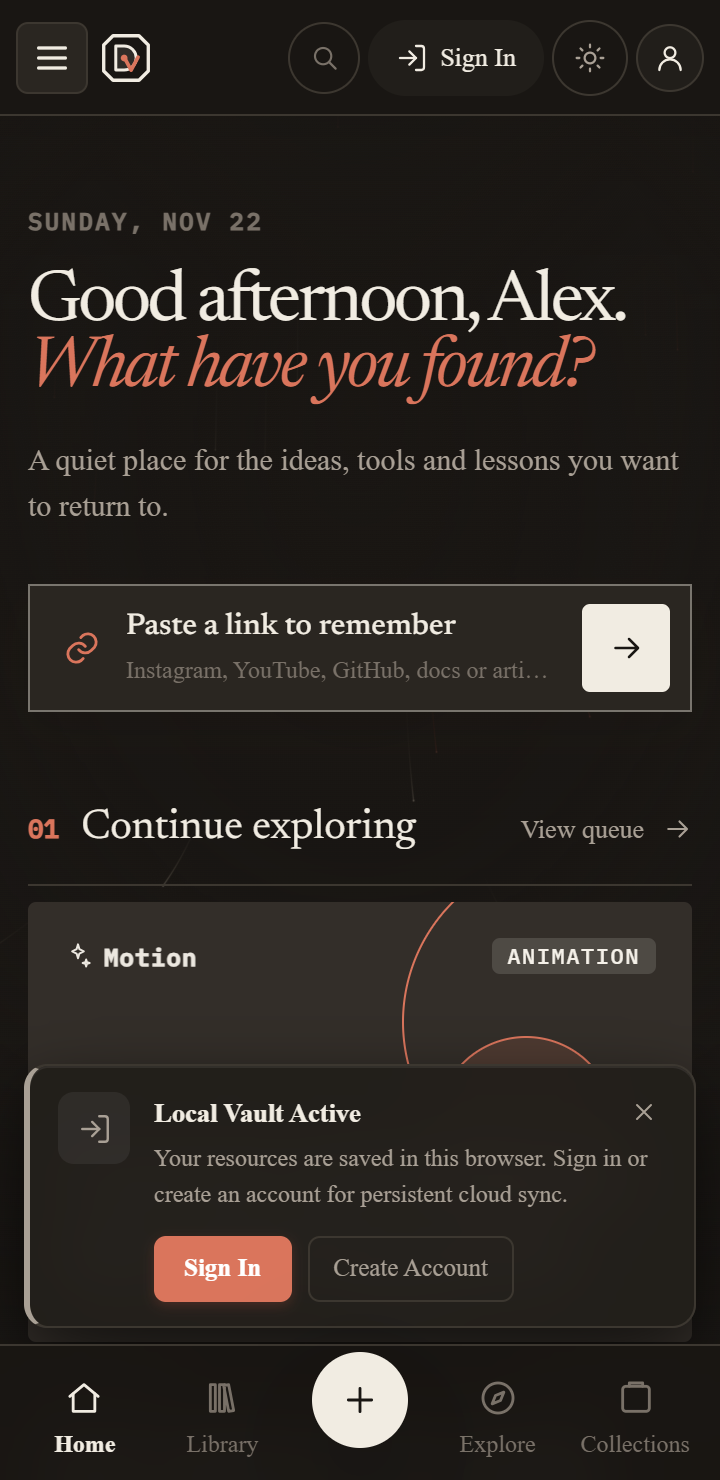 Sign In
SUNDAY, NOV 22
Good afternoon, Alex.
What have you found?
A quiet place for the ideas, tools and lessons you want
to return to.
Paste a link to remember
Instagram, YouTube, GitHub, docs or arti…
01 Continue exploring View queue
Motion ANIMATION
Local Vault Active
Your resources are saved in this browser. Sign in or
create an account for persistent cloud sync.
Sign In Create Account
Home Library Explore Collections